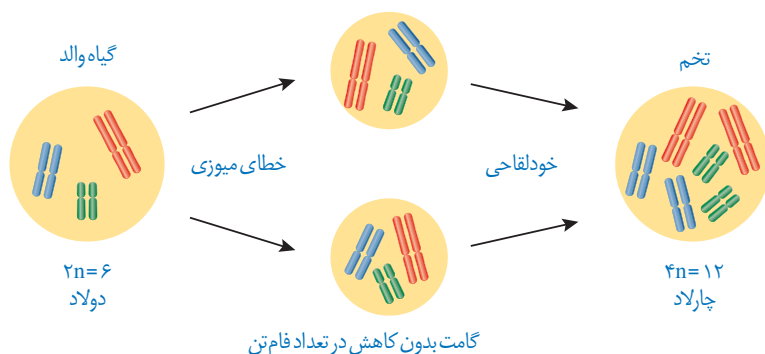 گیاه والد
تخم
خطای میوزی
خودلقاحی
۲n=۶
دولاد
۴n=۱۲
چارلاد
گامت بدون کاهش در تعداد فام‌تن